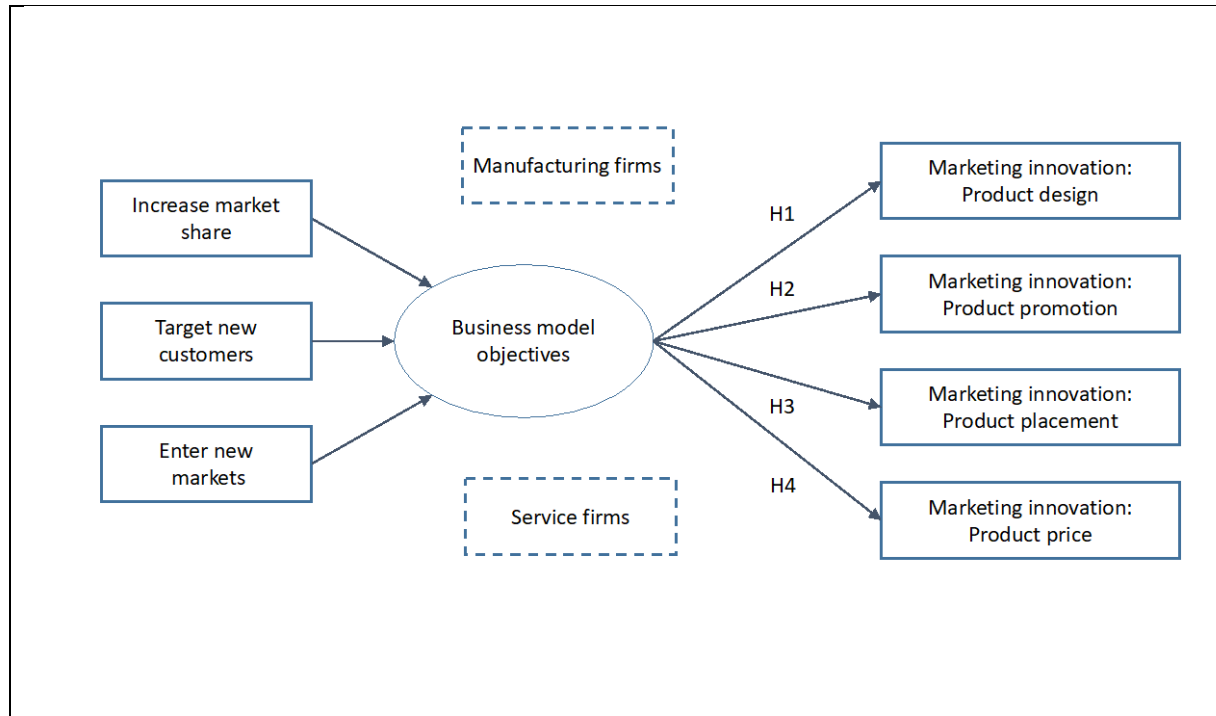 Manufacturing firms
Increase market
share
Target new
customers
Enter new
markets
Business model
objectives
Service firms
H1
H2
H3
H4
Marketing innovation:
Product design
Marketing innovation:
Product promotion
Marketing innovation:
Product placement
Marketing innovation:
Product price